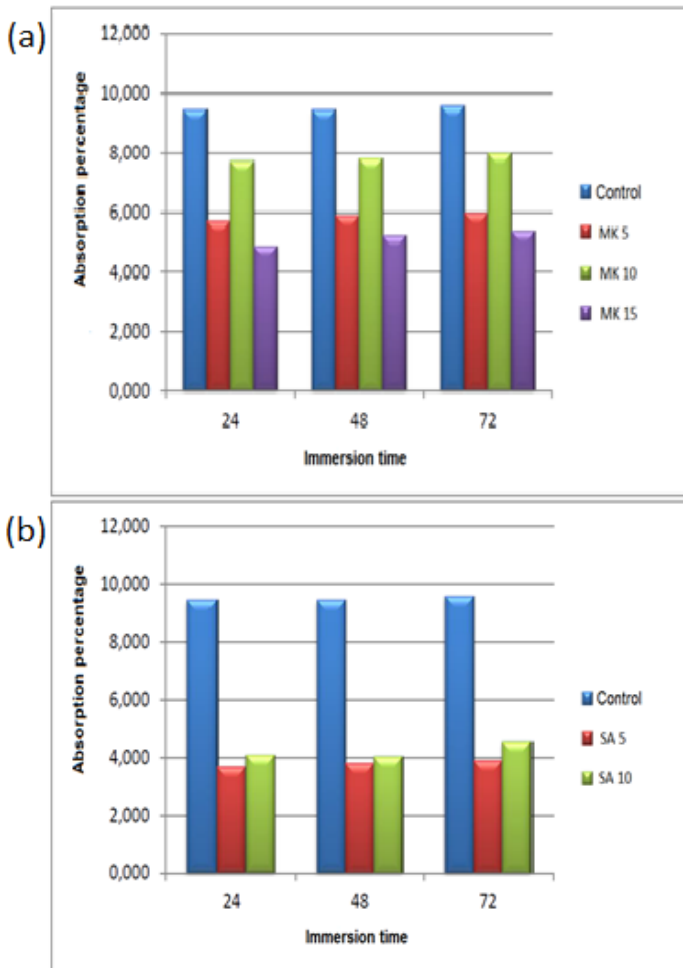 (a)
Absorption percentage
12,000
10,000
8,000
6,000
4,000
2,000
0,000
24 48 72
Immersion time
Control
MK 5
MK 10
MK 15
(b)
Absorption percentage
12,000
10,000
8,000
6,000
4,000
2,000
0,000
24 48 72
Immersion time
Control
SA 5
SA 10